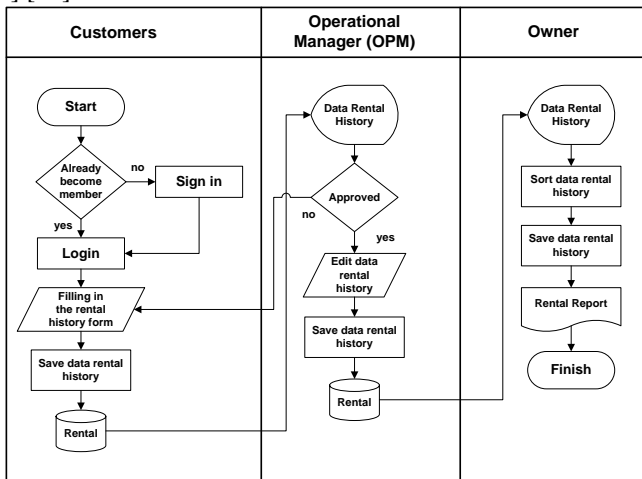 Customers
Operational
Manager (OPM)
Owner
Start
Already
become
member
no
Sign in
yes
Login
Filling in
the rental
history form
Save data rental
history
Rental
Data Rental
History
Approved
no
yes
Edit data
rental
history
Save data rental
history
Rental
Data Rental
History
Sort data rental
history
Save data rental
history
Rental Report
Finish